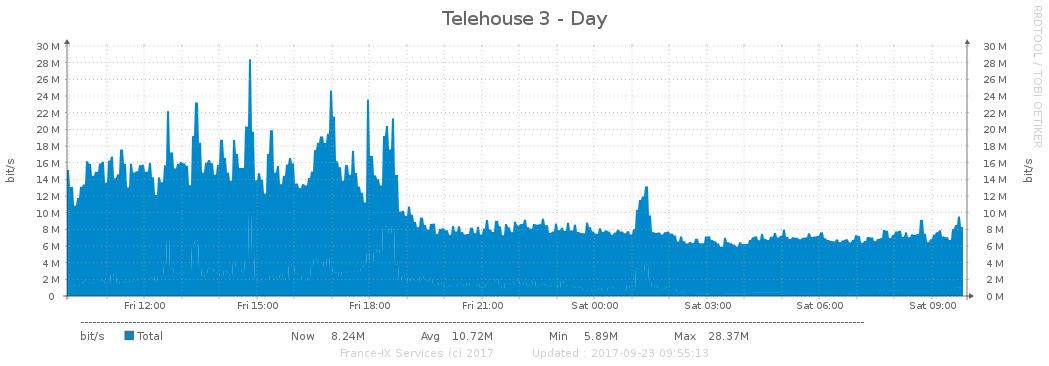 Telehouse 3 - Day
RRDTOOL / TOBI OETIKER
bit/s
30 M
28 M
26 M
24 M
22 M
20 M
18 M
16 M
14 M
12 M
10 M
8 M
6 M
4 M
2 M
0
30 M
28 M
26 M
24 M
22 M
20 M
18 M
16 M
14 M
12 M
10 M
8 M
6 M
4 M
2 M
0 M
bit/s
Fri 12:00 Fri 15:00 Fri 18:00 Fri 21:00 Sat 00:00 Sat 03:00 Sat 06:00 Sat 09:00
bit/s Total Now 8.24M Avg 10.72M Min 5.89M Max 28.37M
France-IX Services (c) 2017 Updated : 2017-09-23 09:55:13